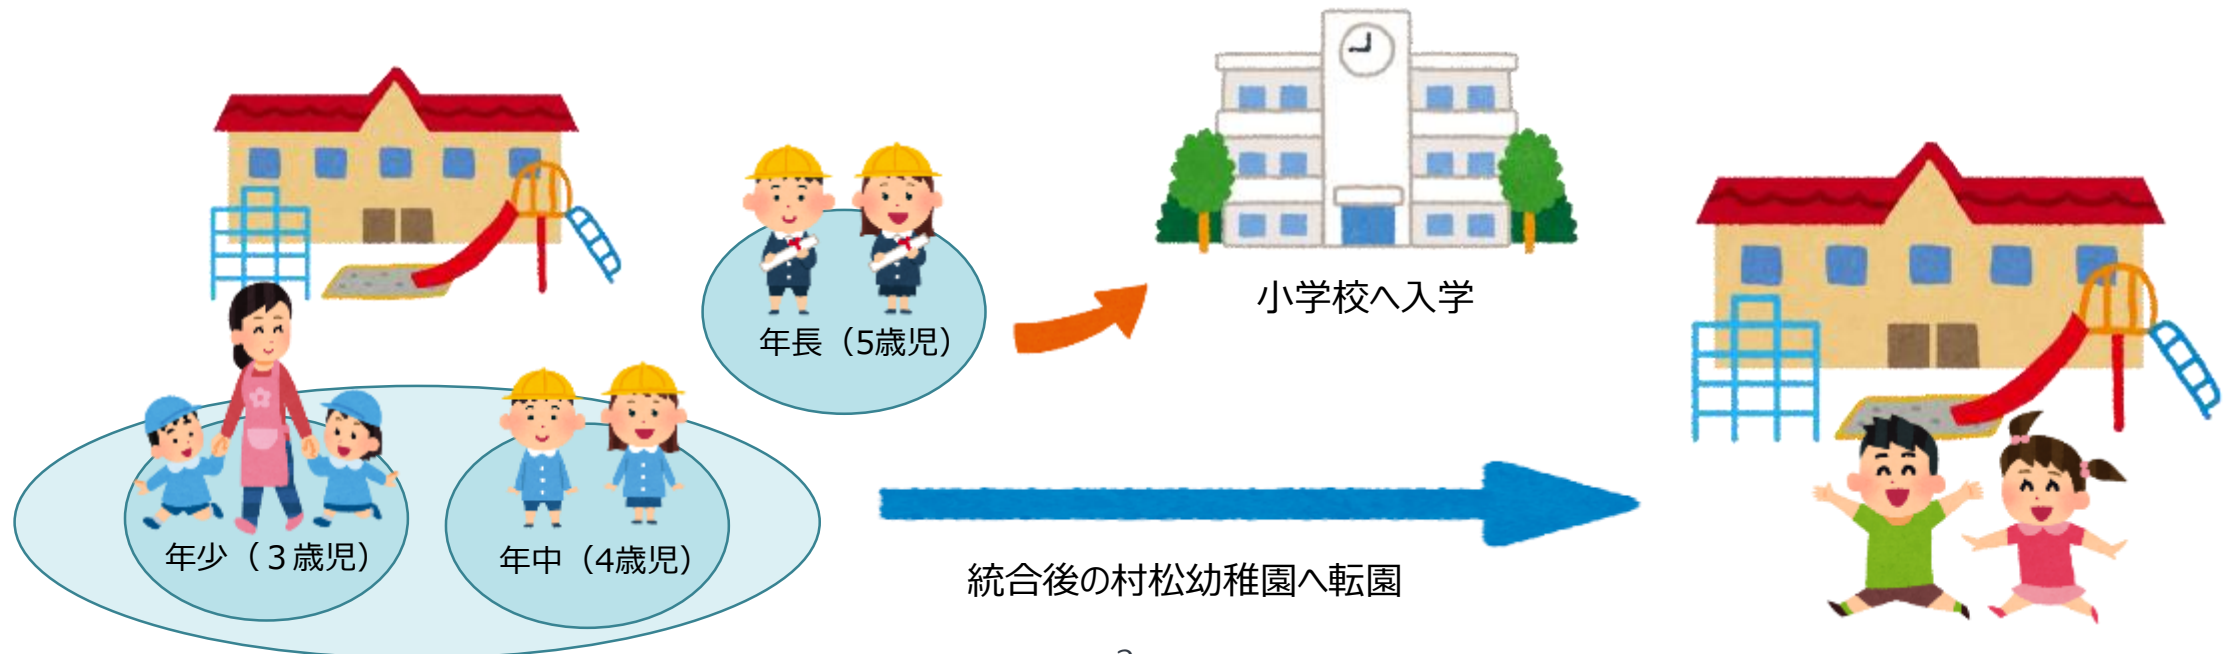 小学校へ入学
年長（5歳児）
年少（３歳児）
年中（4歳児）
統合後の村松幼稚園へ転園